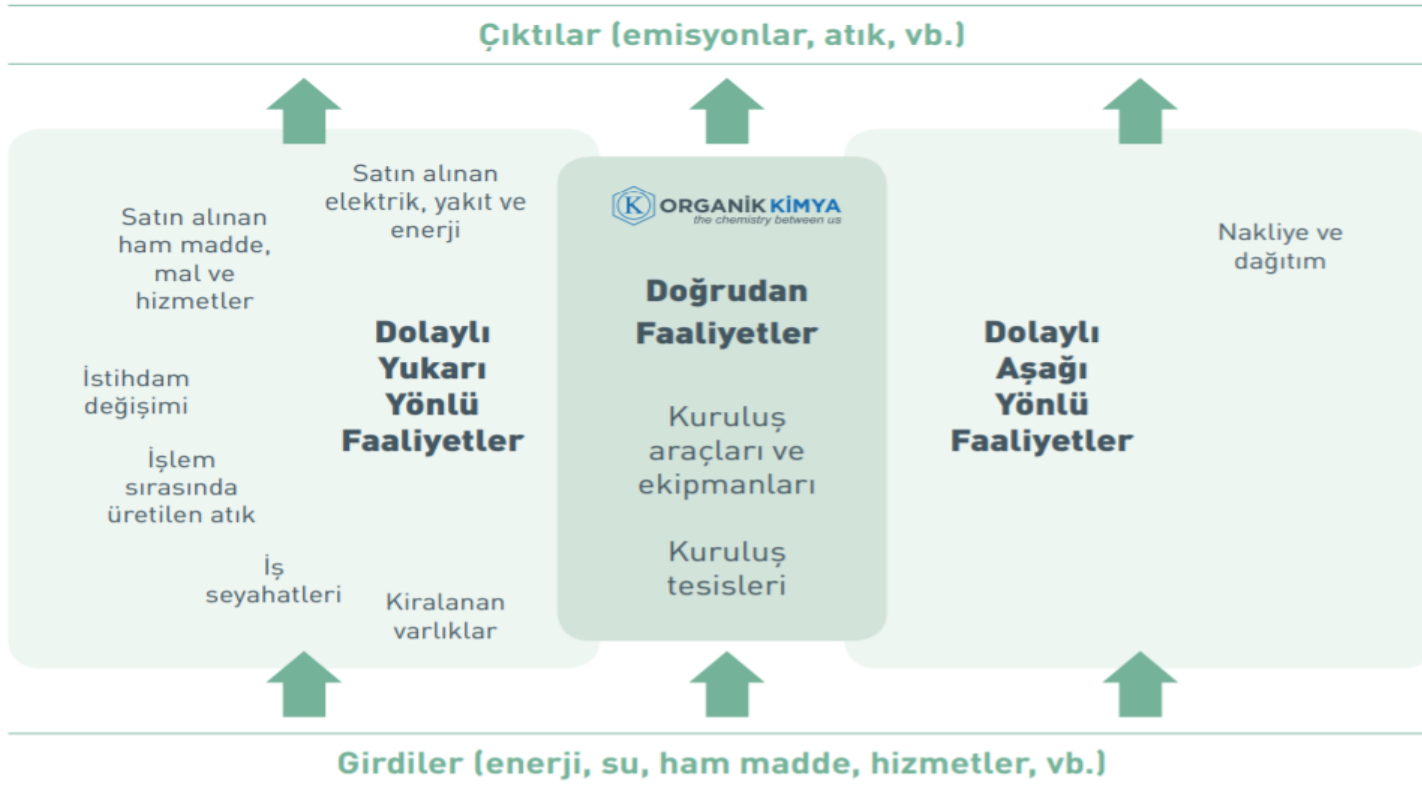 Çıktılar (emisyonlar, atık, vb.)
Satın alınan
elektrik, yakıt ve
enerji
Satın alınan
ham madde,
mal ve
hizmetler
Dolaylı
Yukarı
Yönlü
Faaliyetler
İstihdam
değişimi
İşlem
sırasında
üretilen atık
İş
seyahatleri
Kiralanan
varlıklar
K ORGANİK KİMYA
the chemistry between us
Doğrudan
Faaliyetler
Kuruluş
araçları ve
ekipmanları
Kuruluş
tesisleri
Dolaylı
Aşağı
Yönlü
Faaliyetler
Nakliye ve
dağıtım
Girdiler (enerji, su, ham madde, hizmetler, vb.)